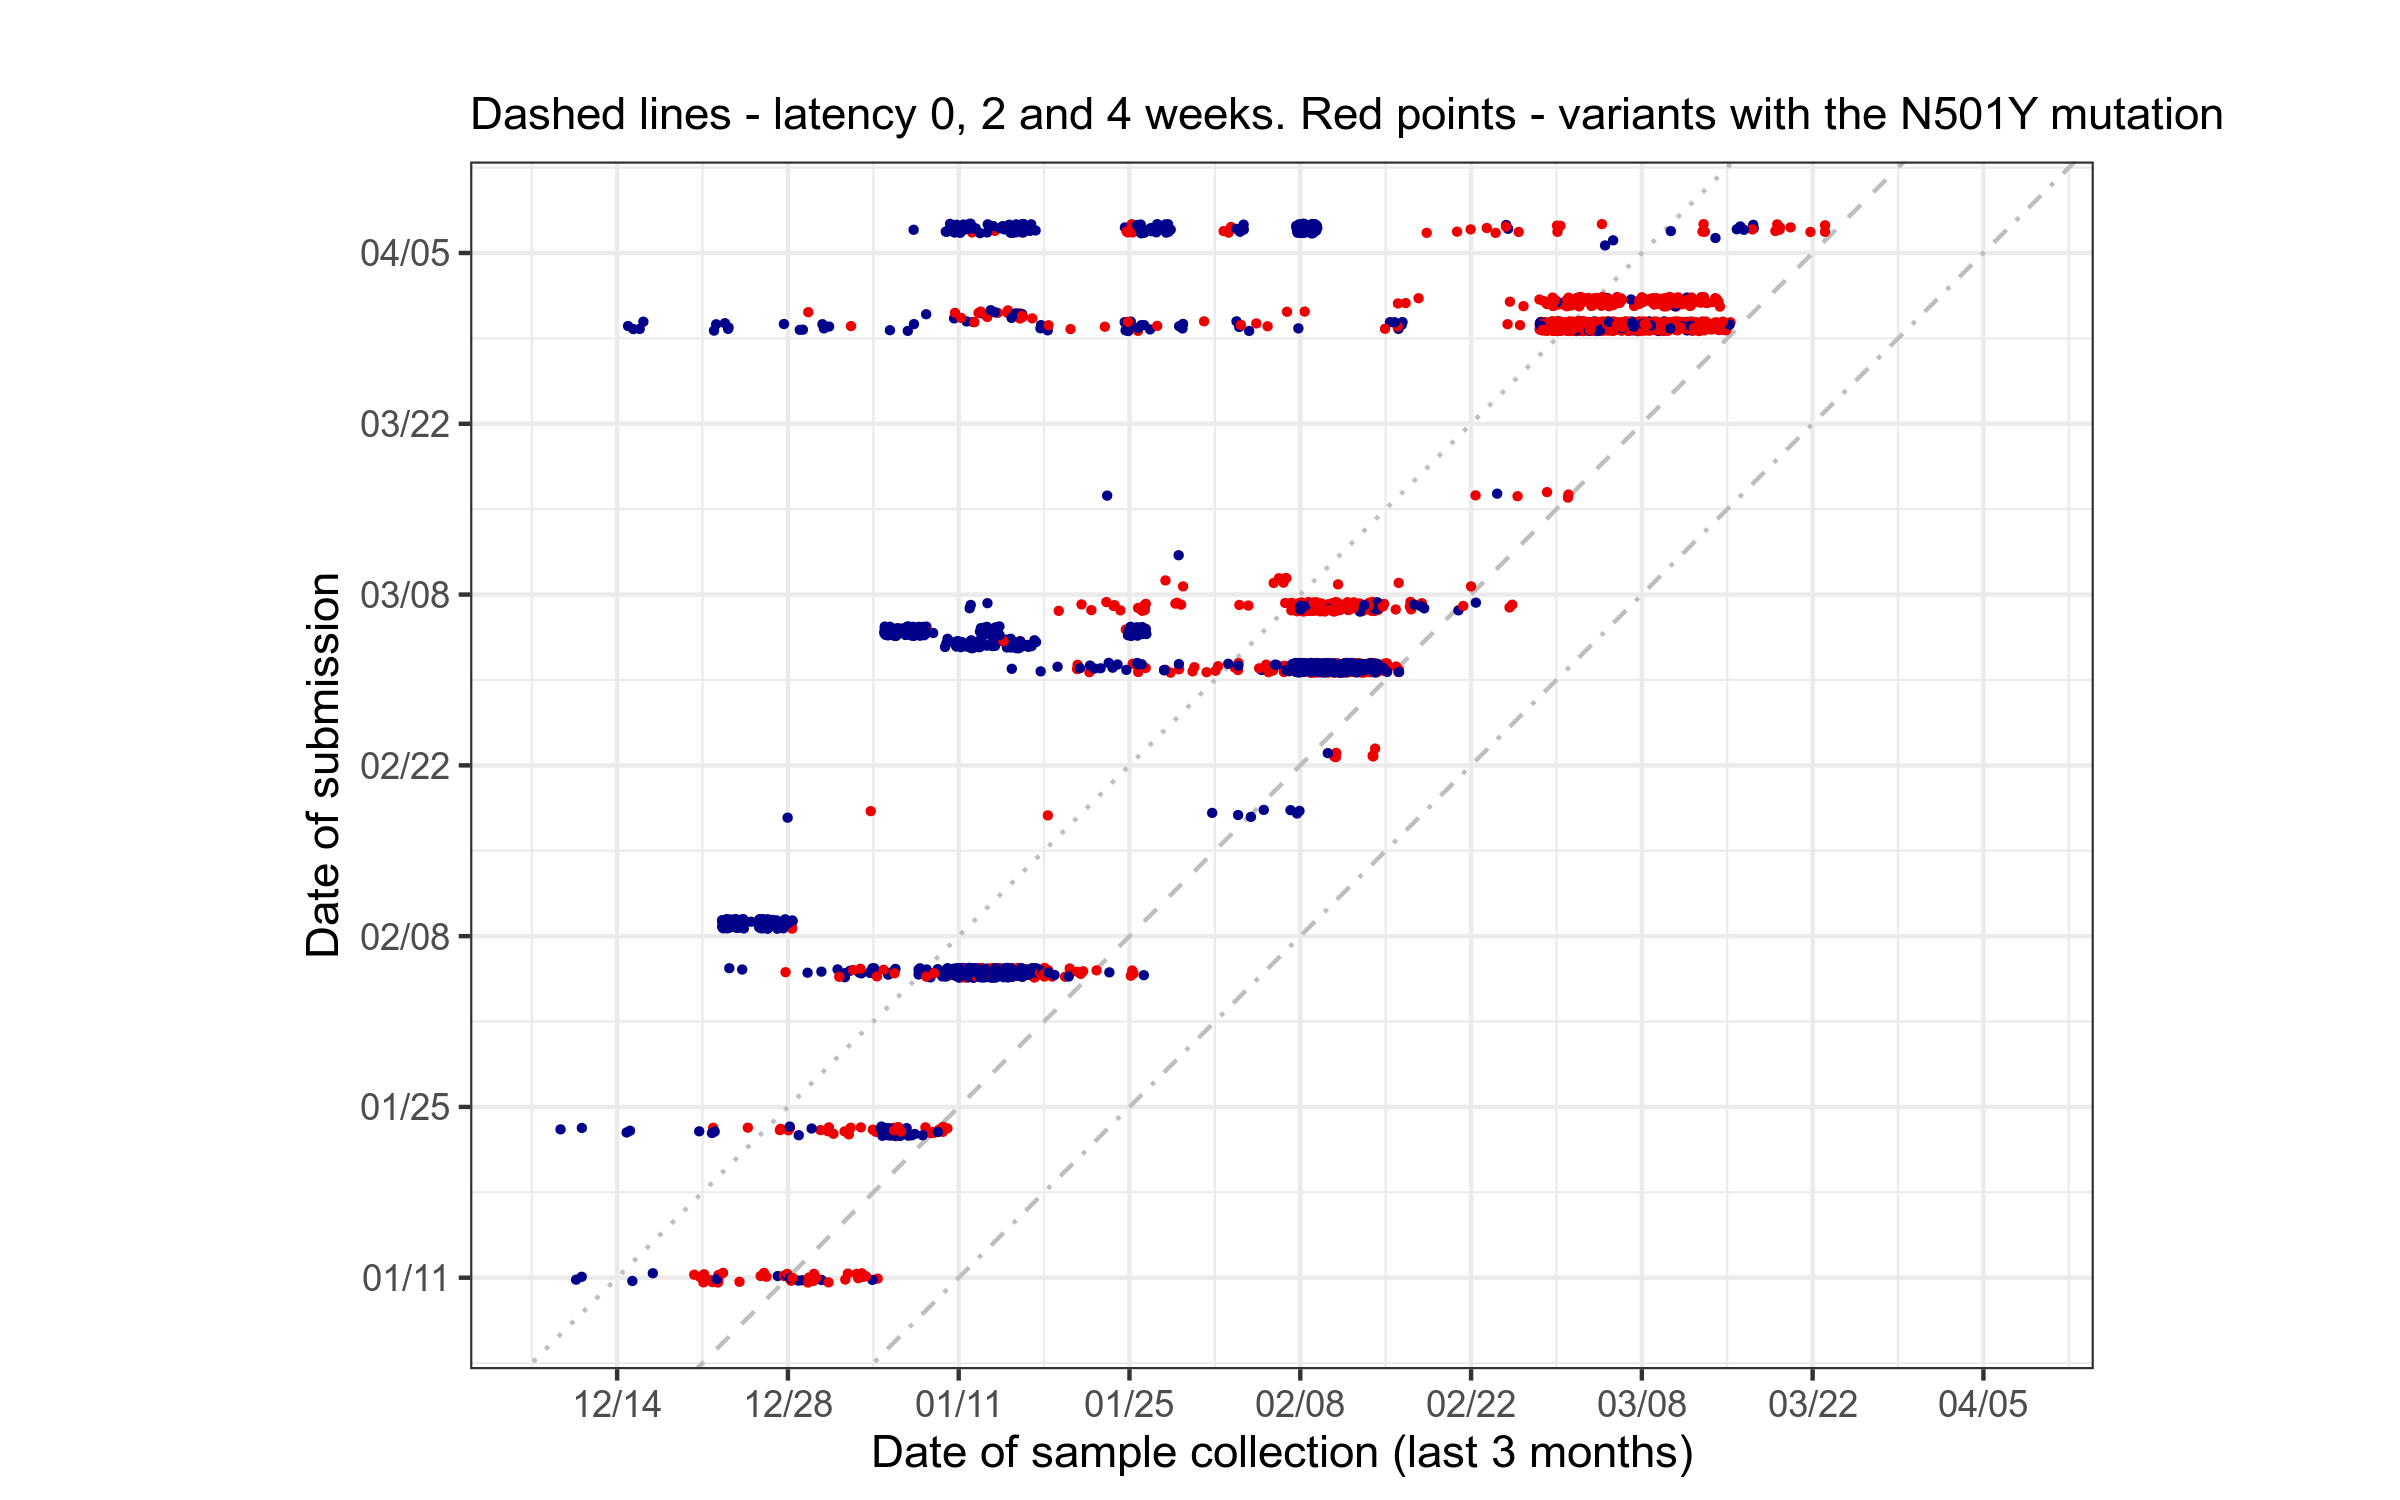 Dashed lines - latency 0, 2 and 4 weeks. Red points - variants with the N501Y mutation
Date of submission
04/05
03/22
03/08
02/22
02/08
01/25
01/11
12/14 12/28 01/11 01/25 02/08 02/22 03/08 03/22 04/05
Date of sample collection (last 3 months)